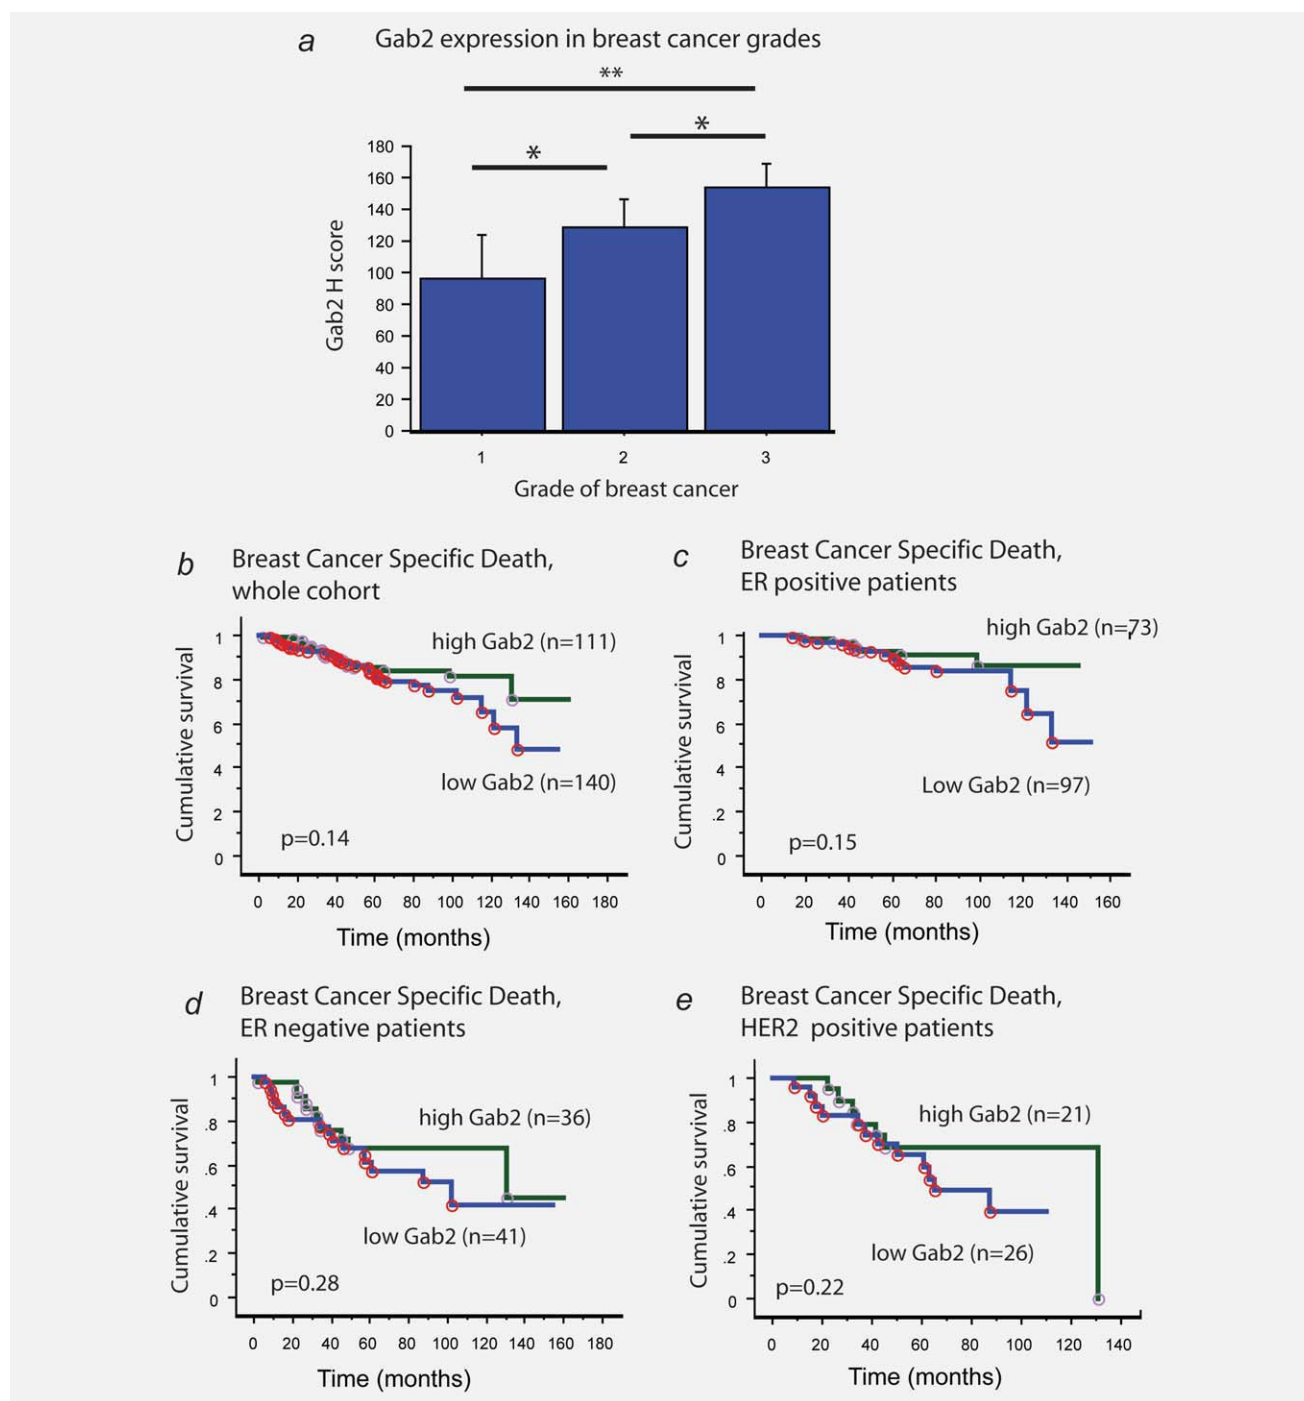 a Gab2 expression in breast cancer grades
**
*
*
180
160
140
120
100
80
60
40
20
0
Gab2 H score
1 2 3
Grade of breast cancer
b Breast Cancer Specific Death,
whole cohort
1
8
6
4
2
0
Cumulative survival
high Gab2 (n=111)
low Gab2 (n=140)
p=0.14
0 20 40 60 80 100 120 140 160 180
Time (months)
c Breast Cancer Specific Death,
ER positive patients
1
8
6
4
.2
0
Cumulative survival
high Gab2 (n=73)
Low Gab2 (n=97)
p=0.15
0 20 40 60 80 100 120 140 160
Time (months)
d Breast Cancer Specific Death,
ER negative patients
1
.8
.6
.4
.2
0
Cumulative survival
high Gab2 (n=36)
low Gab2 (n=41)
p=0.28
0 20 40 60 80 100 120 140 160 180
Time (months)
e Breast Cancer Specific Death,
HER2 positive patients
1
.8
.6
.4
.2
0
Cumulative survival
high Gab2 (n=21)
low Gab2 (n=26)
p=0.22
0 20 40 60 80 100 120 140
Time (months)